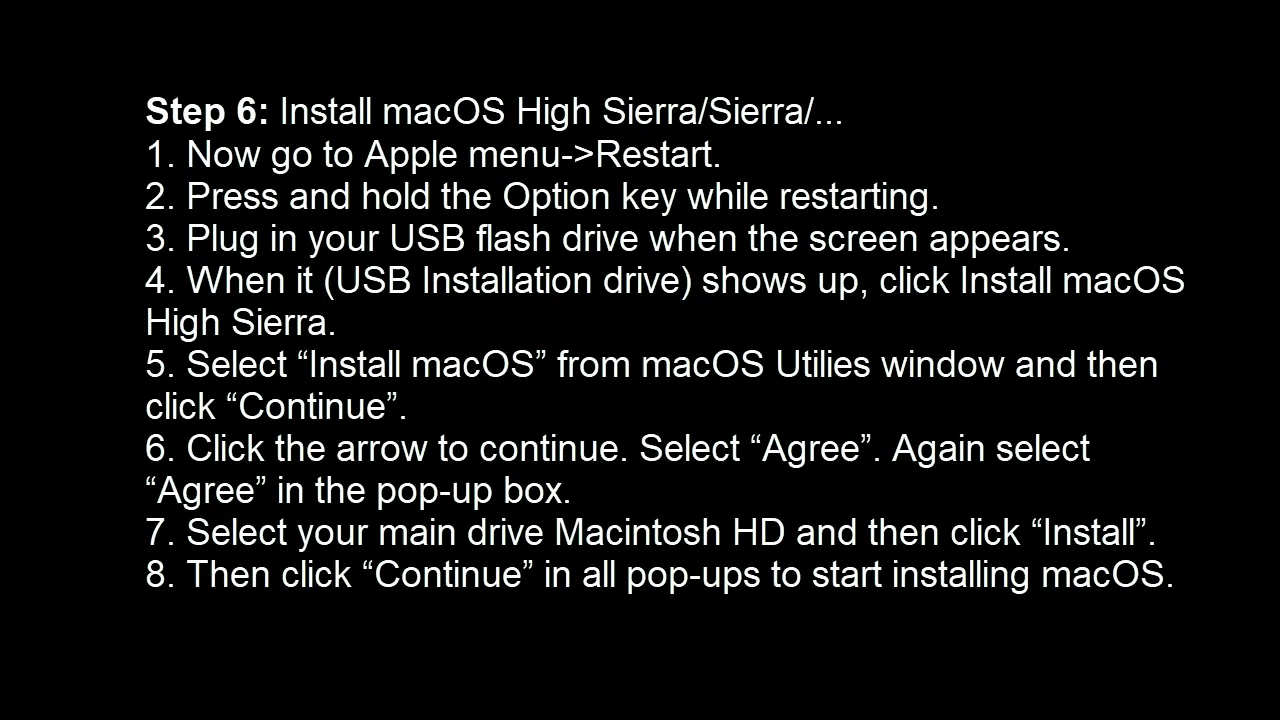 Step 6: Install macOS High Sierra/Sierra/...
1. Now go to Apple menu->Restart.
2. Press and hold the Option key while restarting.
3. Plug in your USB flash drive when the screen appears.
4. When it (USB Installation drive) shows up, click Install macOS
High Sierra.
5. Select “Install macOS” from macOS Utilies window and then
click “Continue”.
6. Click the arrow to continue. Select “Agree”. Again select
“Agree” in the pop-up box.
7. Select your main drive Macintosh HD and then click “Install”.
8. Then click “Continue” in all pop-ups to start installing macOS.